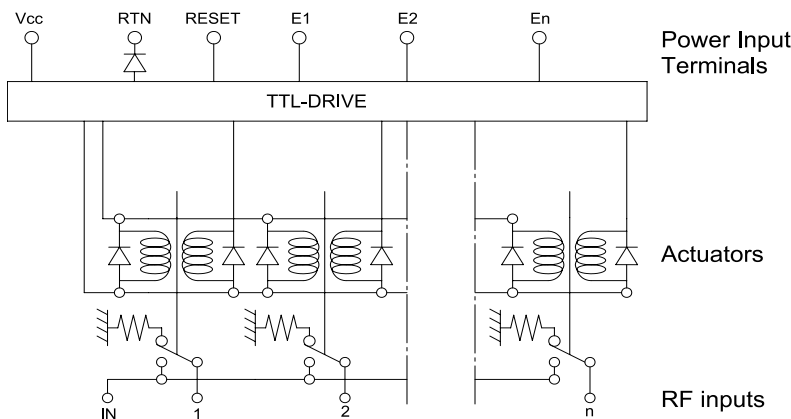 Vcc RTN RESET E1 E2 En
Power Input
Terminals
TTL-DRIVE
Actuators
IN 1 2 n
RF inputs